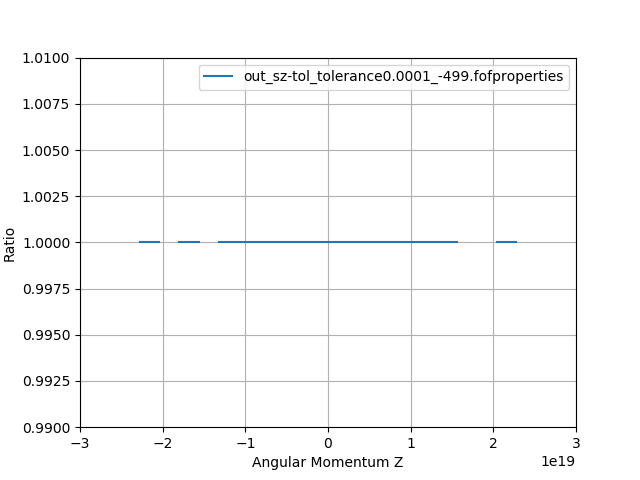 out_sz-tol_tolerance0.0001_-499.fofproperties
1.0100
1.0075
1.0050
1.0025
1.0000
0.9975
0.9950
0.9925
0.9900
Ratio
−3 −2 −1 0 1 2 3
1e19
Angular Momentum Z